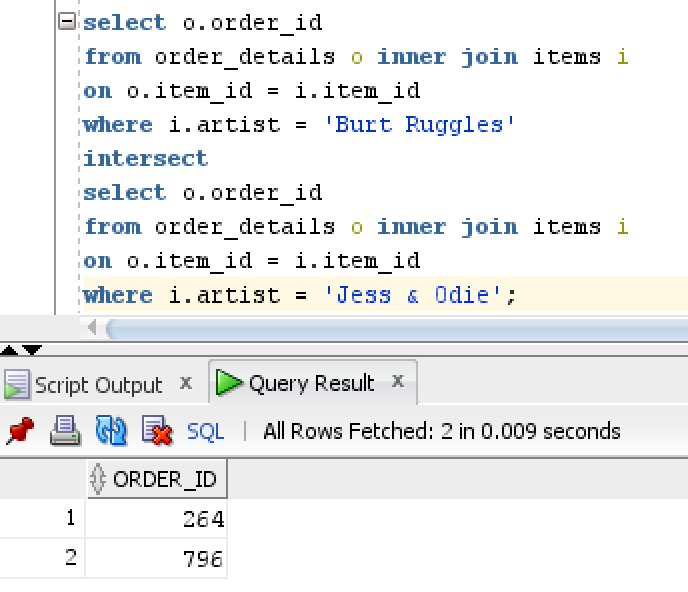 select o.order_id
from order_details o inner join items i
on o.item_id = i.item_id
where i.artist = 'Burt Ruggles'
intersect
select o.order_id
from order_details o inner join items i
on o.item_id = i.item_id
where i.artist = 'Jess & Odie';
Script Output x Query Result x
SQL | All Rows Fetched: 2 in 0.009 seconds
ORDER_ID
1 264
2 796